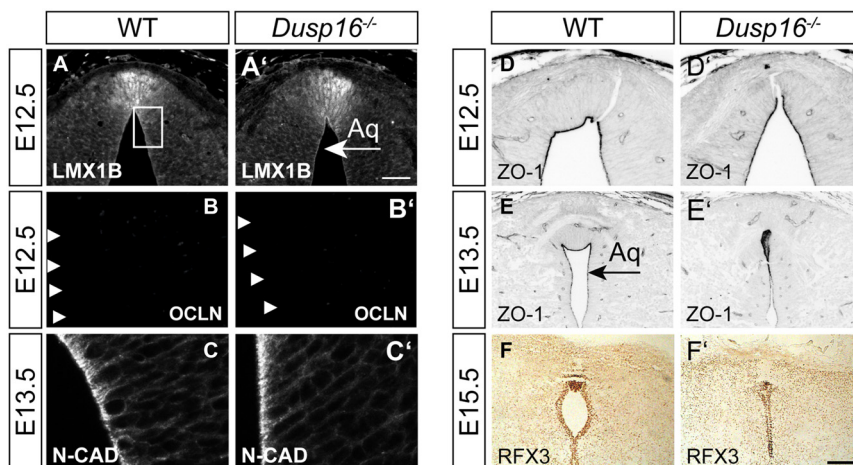 WT
Dusp16-/-
E12.5
A
LMX1B
A'
Aq
LMX1B
E12.5
B
OCLN
B'
OCLN
E13.5
C
N-CAD
C'
N-CAD
WT
Dusp16-/-
E12.5
D
ZO-1
D'
ZO-1
E13.5
E
Aq
ZO-1
E'
ZO-1
E15.5
F
RFX3
F'
RFX3